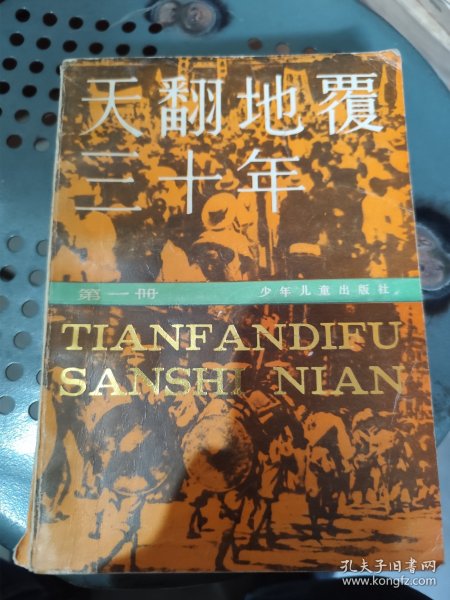 天翻地覆
三十年
第一册 少年儿童出版社
TIANFANDIFU
SANSHI NIAN
孔夫子旧书网
www.kongfz.com